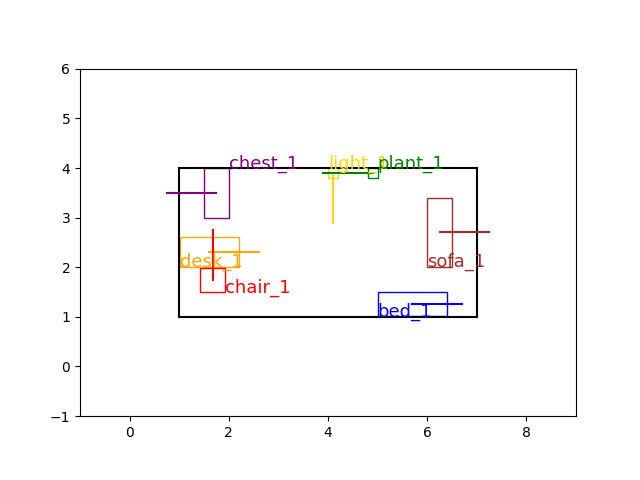 6
5
4
3
2
1
0
−1
0
2
4
6
8
chest_1
light_1
plant_1
desk_1
sofa_1
chair_1
bed_1